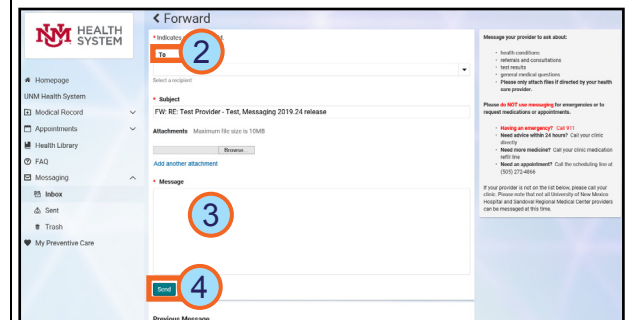 HEALTH
SYSTEM
Homepage
UNM Health System
Medical Record
Appointments
Health Library
FAQ
Messaging
Inbox
Sent
Trash
My Preventive Care
Forward
* Indicates
To
2
Select a recipient
* Subject
FW: RE: Test Provider - Test, Messaging 2019.24 release
Attachments Maximum file size is 10MB
Browse...
Add another attachment
* Message
3
Send
4
Previous Message
Message your provider to ask about:
health conditions
referrals and consultations
test results
general medical questions
Please only attach files if directed by your health
care provider.
Please do NOT use messaging for emergencies or to
request medications or appointments.
Having an emergency? Call 911
Need advice within 24 hours? Call your clinic
directly
Need more medicine? Call your clinic medication
refill line
Need an appointment? Call the scheduling line at
(505) 272-4866
If your provider is not on the list below, please call your
clinic. Please note that not all University of New Mexico
Hospital and Sandoval Regional Medical Center providers
can be messaged at this time.